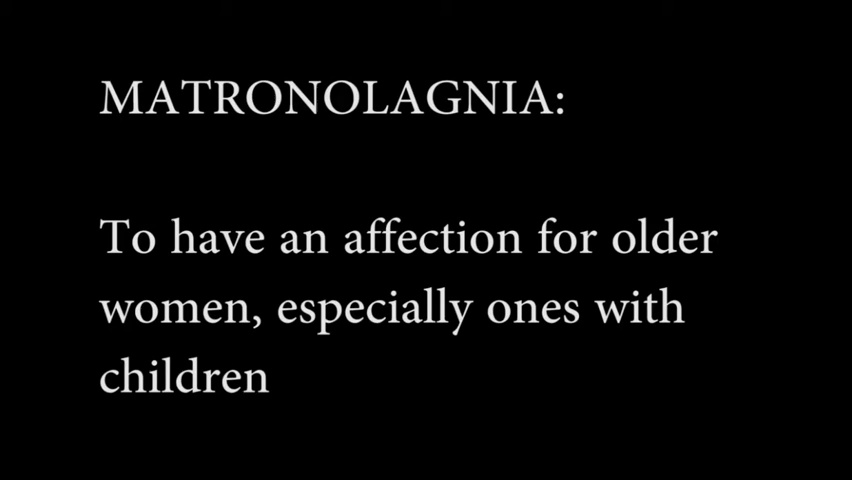 MATRONOLAGNIA:
To have an affection for older
women, especially ones with
children